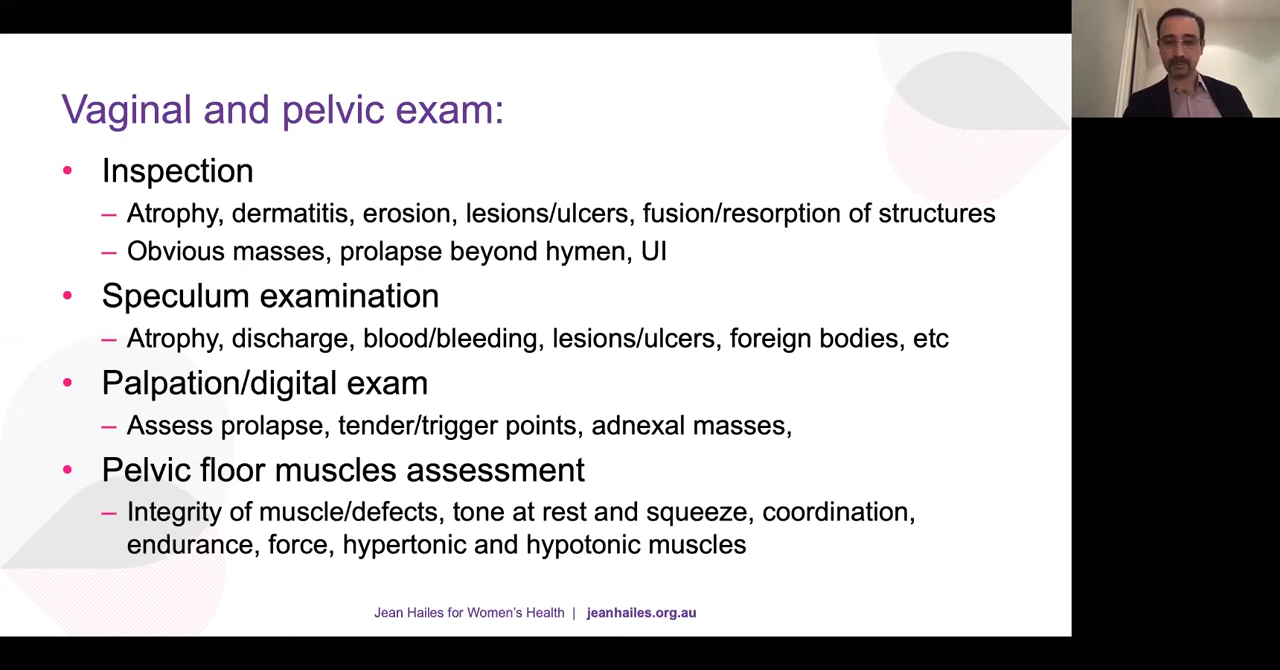 Vaginal and pelvic exam:
• Inspection
– Atrophy, dermatitis, erosion, lesions/ulcers, fusion/resorption of structures
– Obvious masses, prolapse beyond hymen, UI
• Speculum examination
– Atrophy, discharge, blood/bleeding, lesions/ulcers, foreign bodies, etc
• Palpation/digital exam
– Assess prolapse, tender/trigger points, adnexal masses,
• Pelvic floor muscles assessment
– Integrity of muscle/defects, tone at rest and squeeze, coordination,
endurance, force, hypertonic and hypotonic muscles
Jean Hailes for Women's Health | jeanhailes.org.au